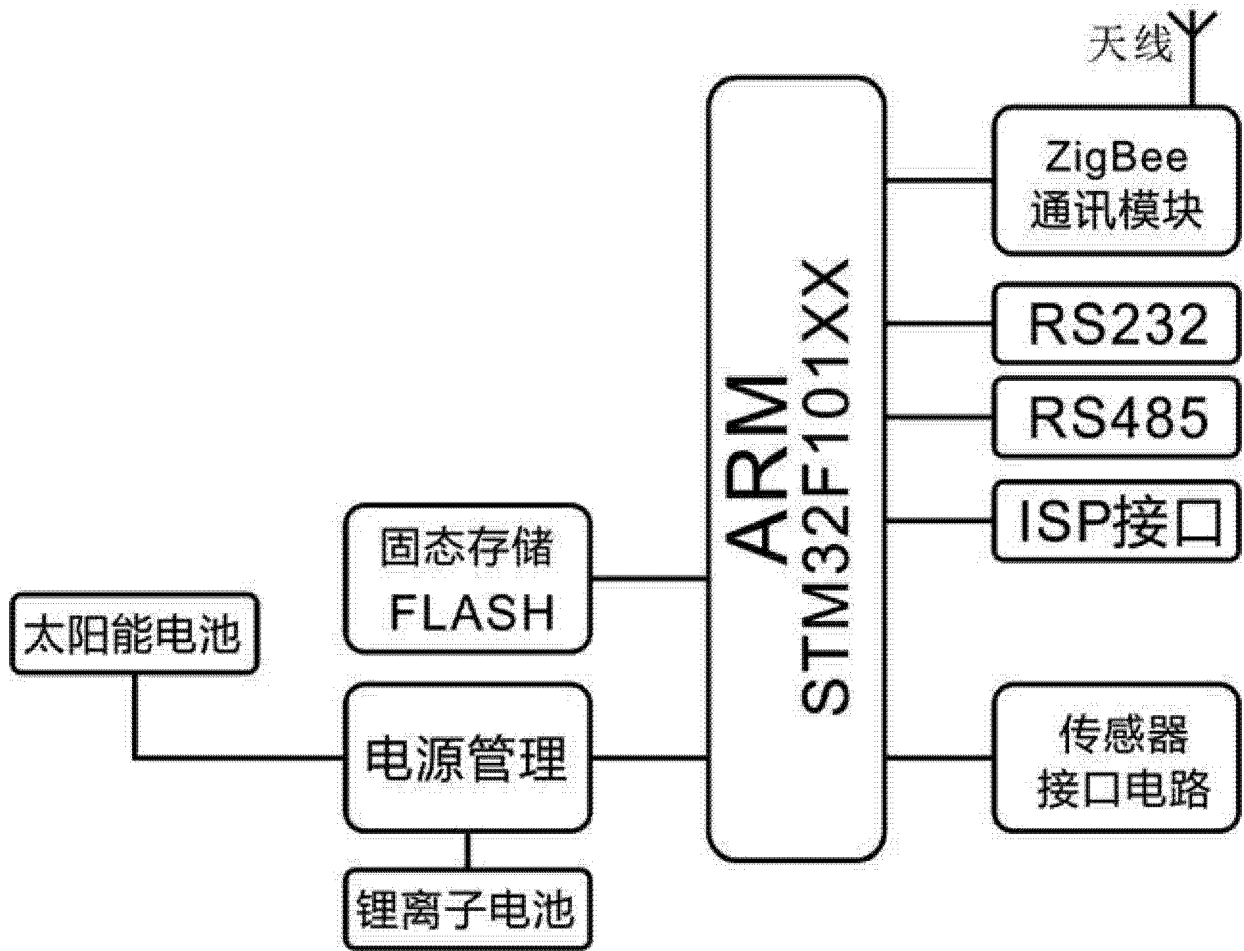 天线
ZigBee
通讯模块
RS232
RS485
ISP接口
传感器
接口电路
ARM
STM32F101XX
固态存储
FLASH
太阳能电池
电源管理
锂离子电池